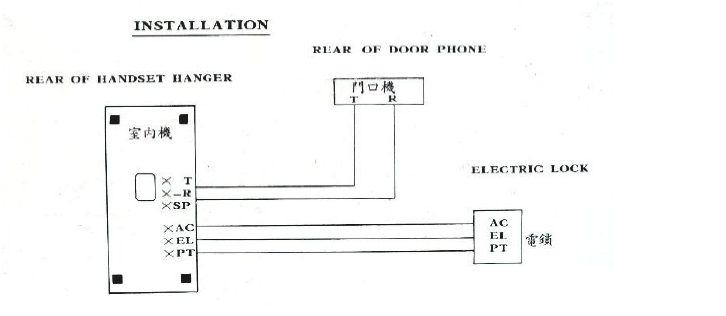 INSTALLATION
REAR OF DOOR PHONE
REAR OF HANDSET HANGER
門口機
T R
室內機
T
–R
SP
AC
EL
PT
ELECTRIC LOCK
AC
EL
PT
電鎖